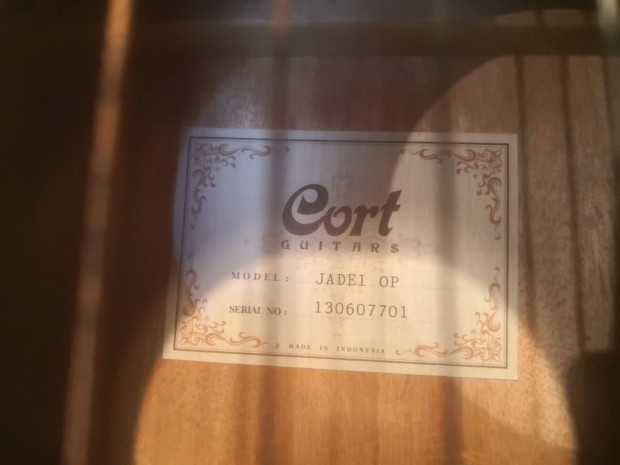 Cort
GUITARS
MODEL: JADE1 OP
SERIAL NO: 130607701
MADE IN INDONESIA